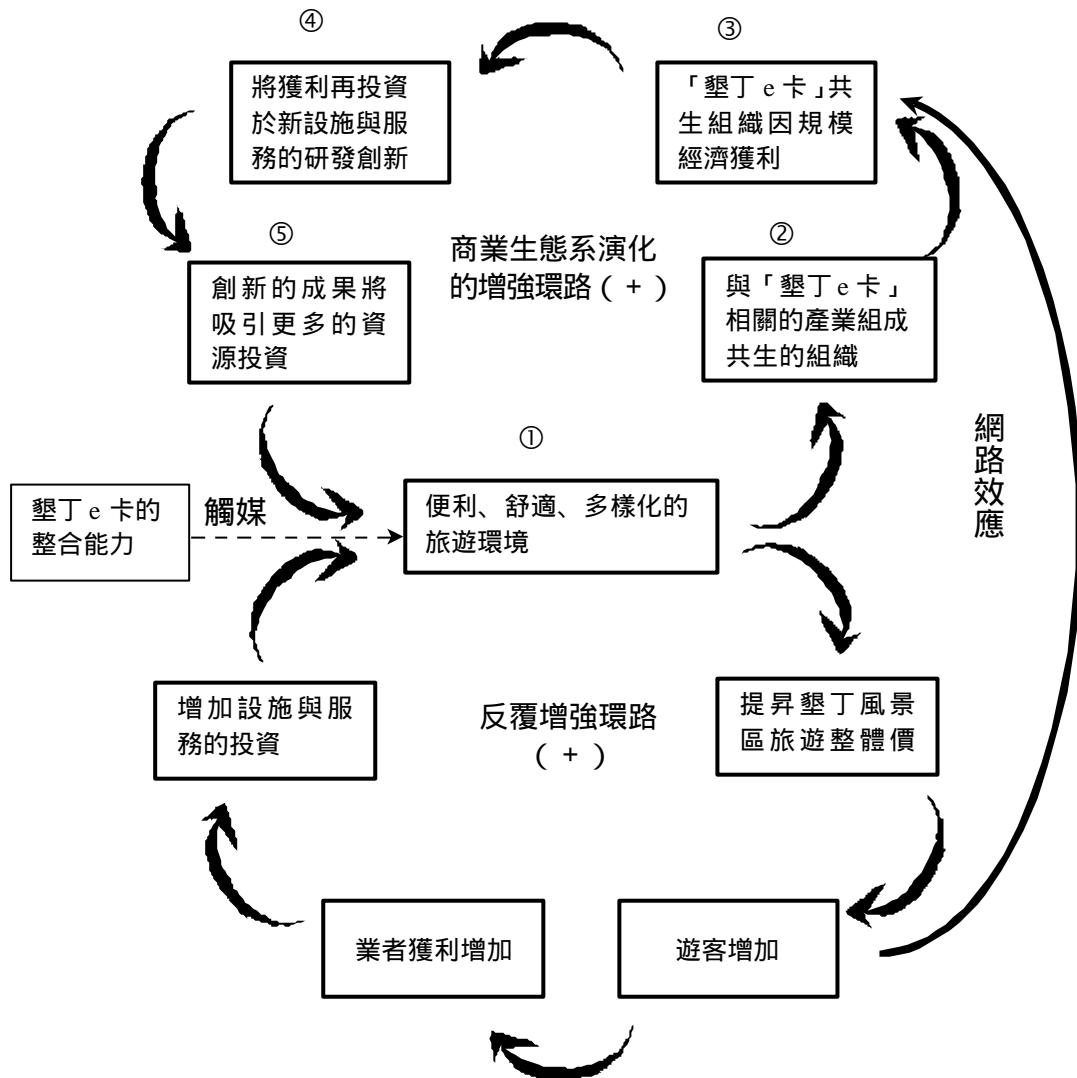 ④
③
將獲利再投資
於新設施與服
務的研發創新
「墾丁 e 卡」共
生組織因規模
經濟獲利
⑤
商業生態系演化
的增強環路（+）
②
創新的成果將
吸引更多的資
源投資
與「墾丁 e 卡」
相關的產業組成
共生的組織
①
網路效應
墾丁 e 卡的
整合能力
觸媒
便利、舒適、多樣化的
旅遊環境
增加設施與服
務的投資
反覆增強環路
（+）
提昇墾丁風景
區旅遊整體價
業者獲利增加
遊客增加